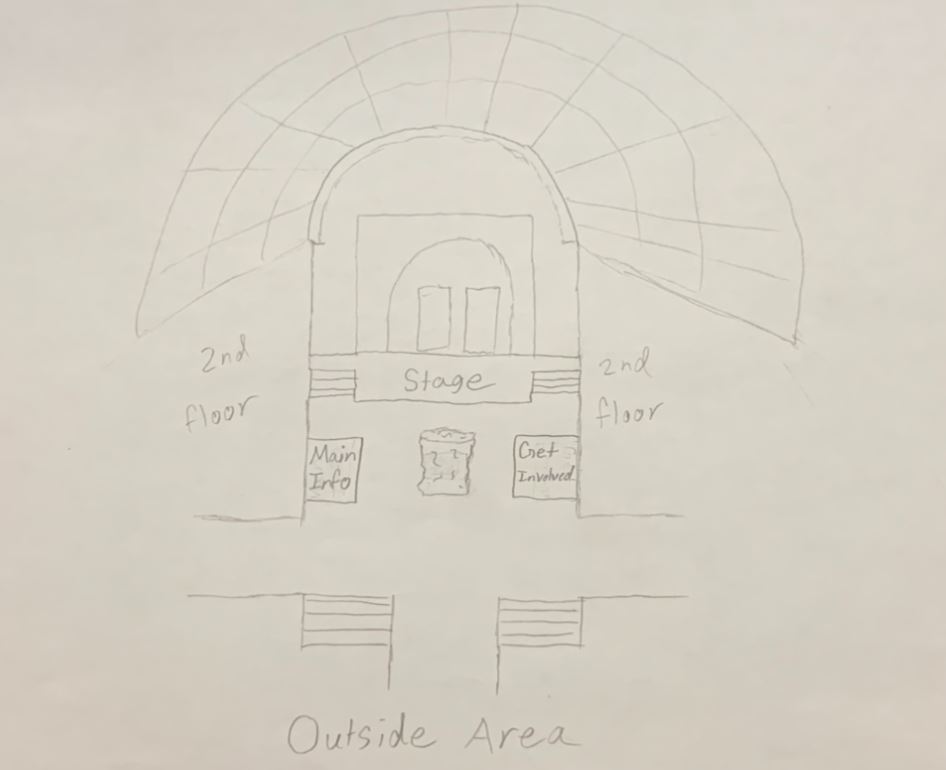 2nd
floor
Stage
2nd
floor
Main
Info
Get
Involved
Outside Area